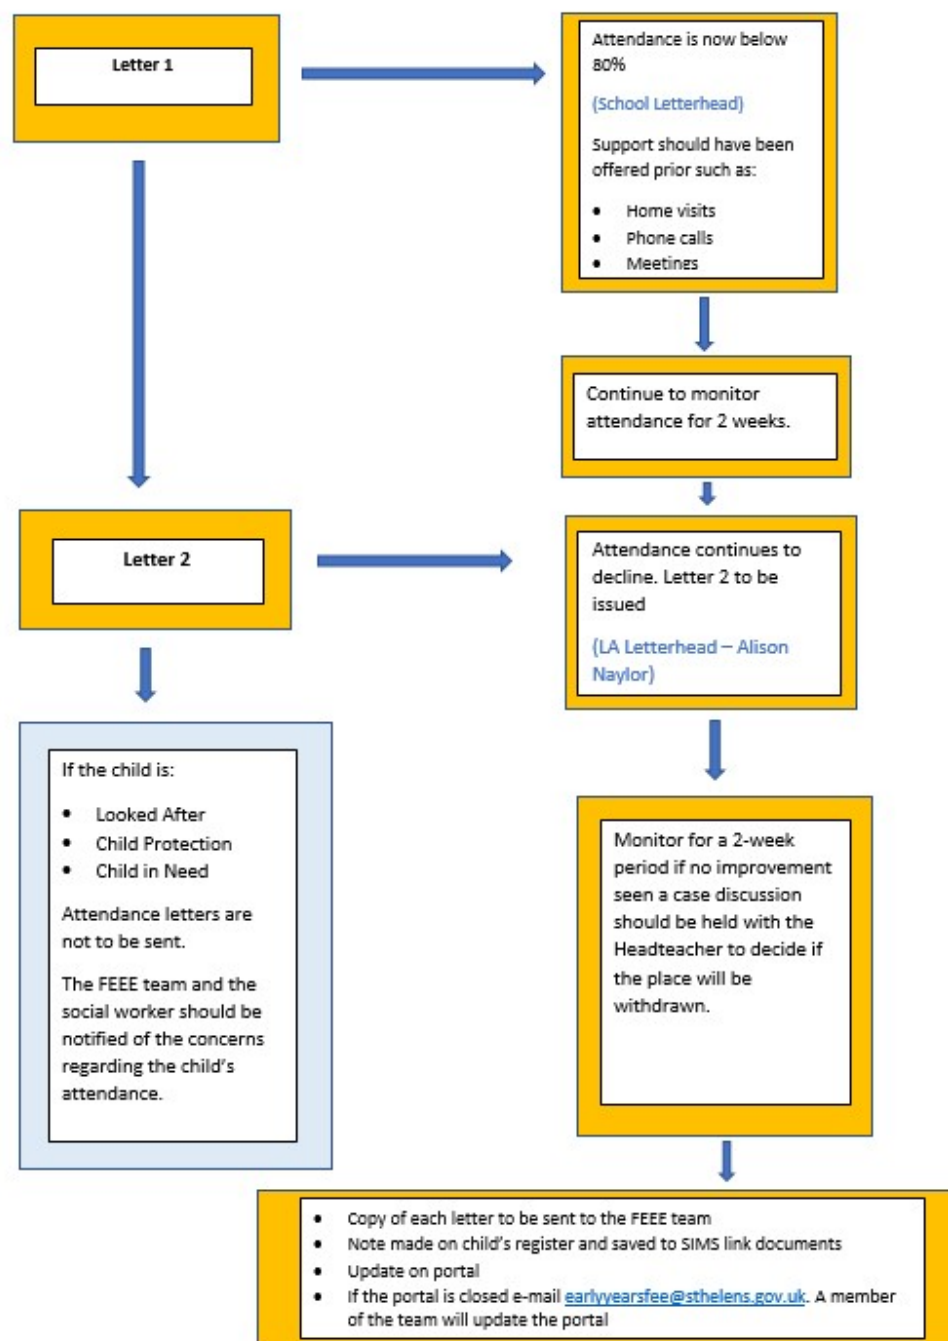 Letter 1
Attendance is now below
80%
(School Letterhead)
Support should have been
offered prior such as:
• Home visits
• Phone calls
• Meetings
Continue to monitor
attendance for 2 weeks.
Letter 2
Attendance continues to
decline. Letter 2 to be
issued
(LA Letterhead – Alison
Naylor)
If the child is:
• Looked After
• Child Protection
• Child in Need
Attendance letters are
not to be sent.
The FEEE team and the
social worker should be
notified of the concerns
regarding the child's
attendance.
Monitor for a 2-week
period if no improvement
seen a case discussion
should be held with the
Headteacher to decide if
the place will be
withdrawn.
• Copy of each letter to be sent to the FEEE team
• Note made on child's register and saved to SIMS link documents
• Update on portal
• If the portal is closed e-mail earlyyearsfee@sthelens.gov.uk. A member
of the team will update the portal